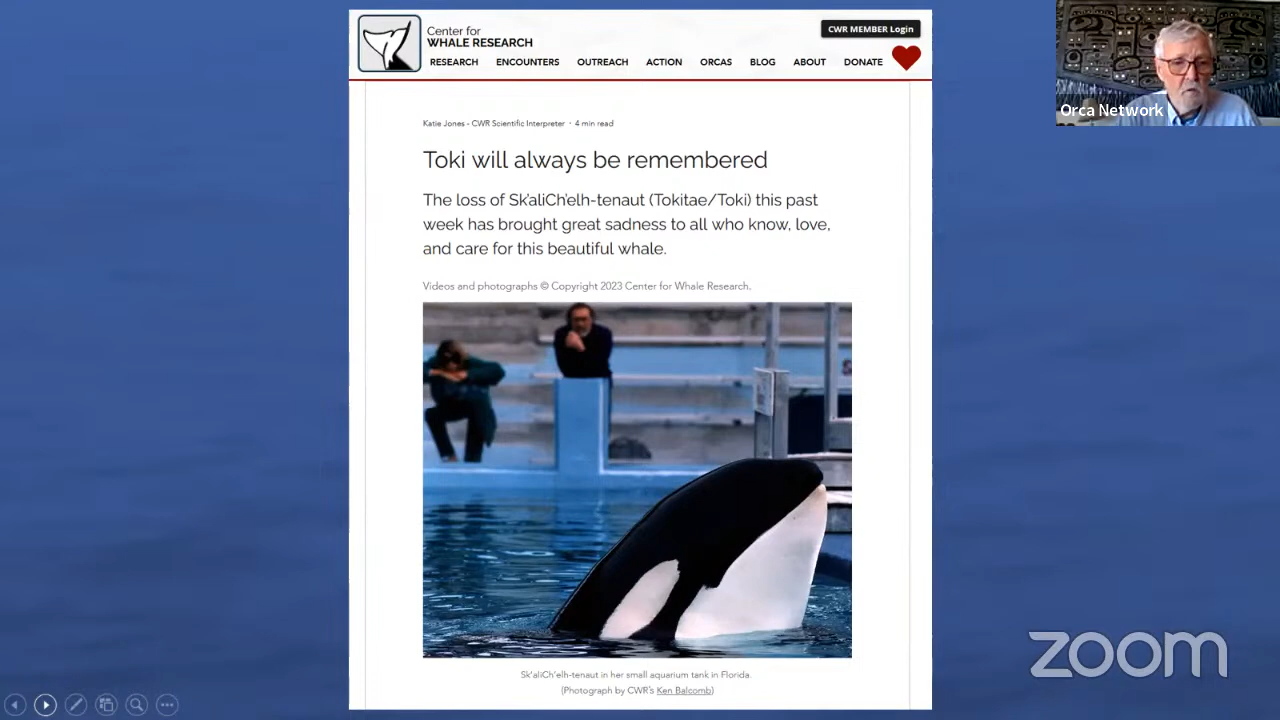 Center for
WHALE RESEARCH
CWR MEMBER Login
RESEARCH ENCOUNTERS OUTREACH ACTION ORCAS BLOG ABOUT DONATE
Orca Network
Katie Jones - CWR Scientific Interpreter · 4 min read
Toki will always be remembered
The loss of Sk'aliCh'elh-tenaut (Tokitae/Toki) this past
week has brought great sadness to all who know, love,
and care for this beautiful whale.
Videos and photographs © Copyright 2023 Center for Whale Research.
Sk'aliCh'elh-tenaut in her small aquarium tank in Florida.
(Photograph by CWR's Ken Balcomb)
zoom